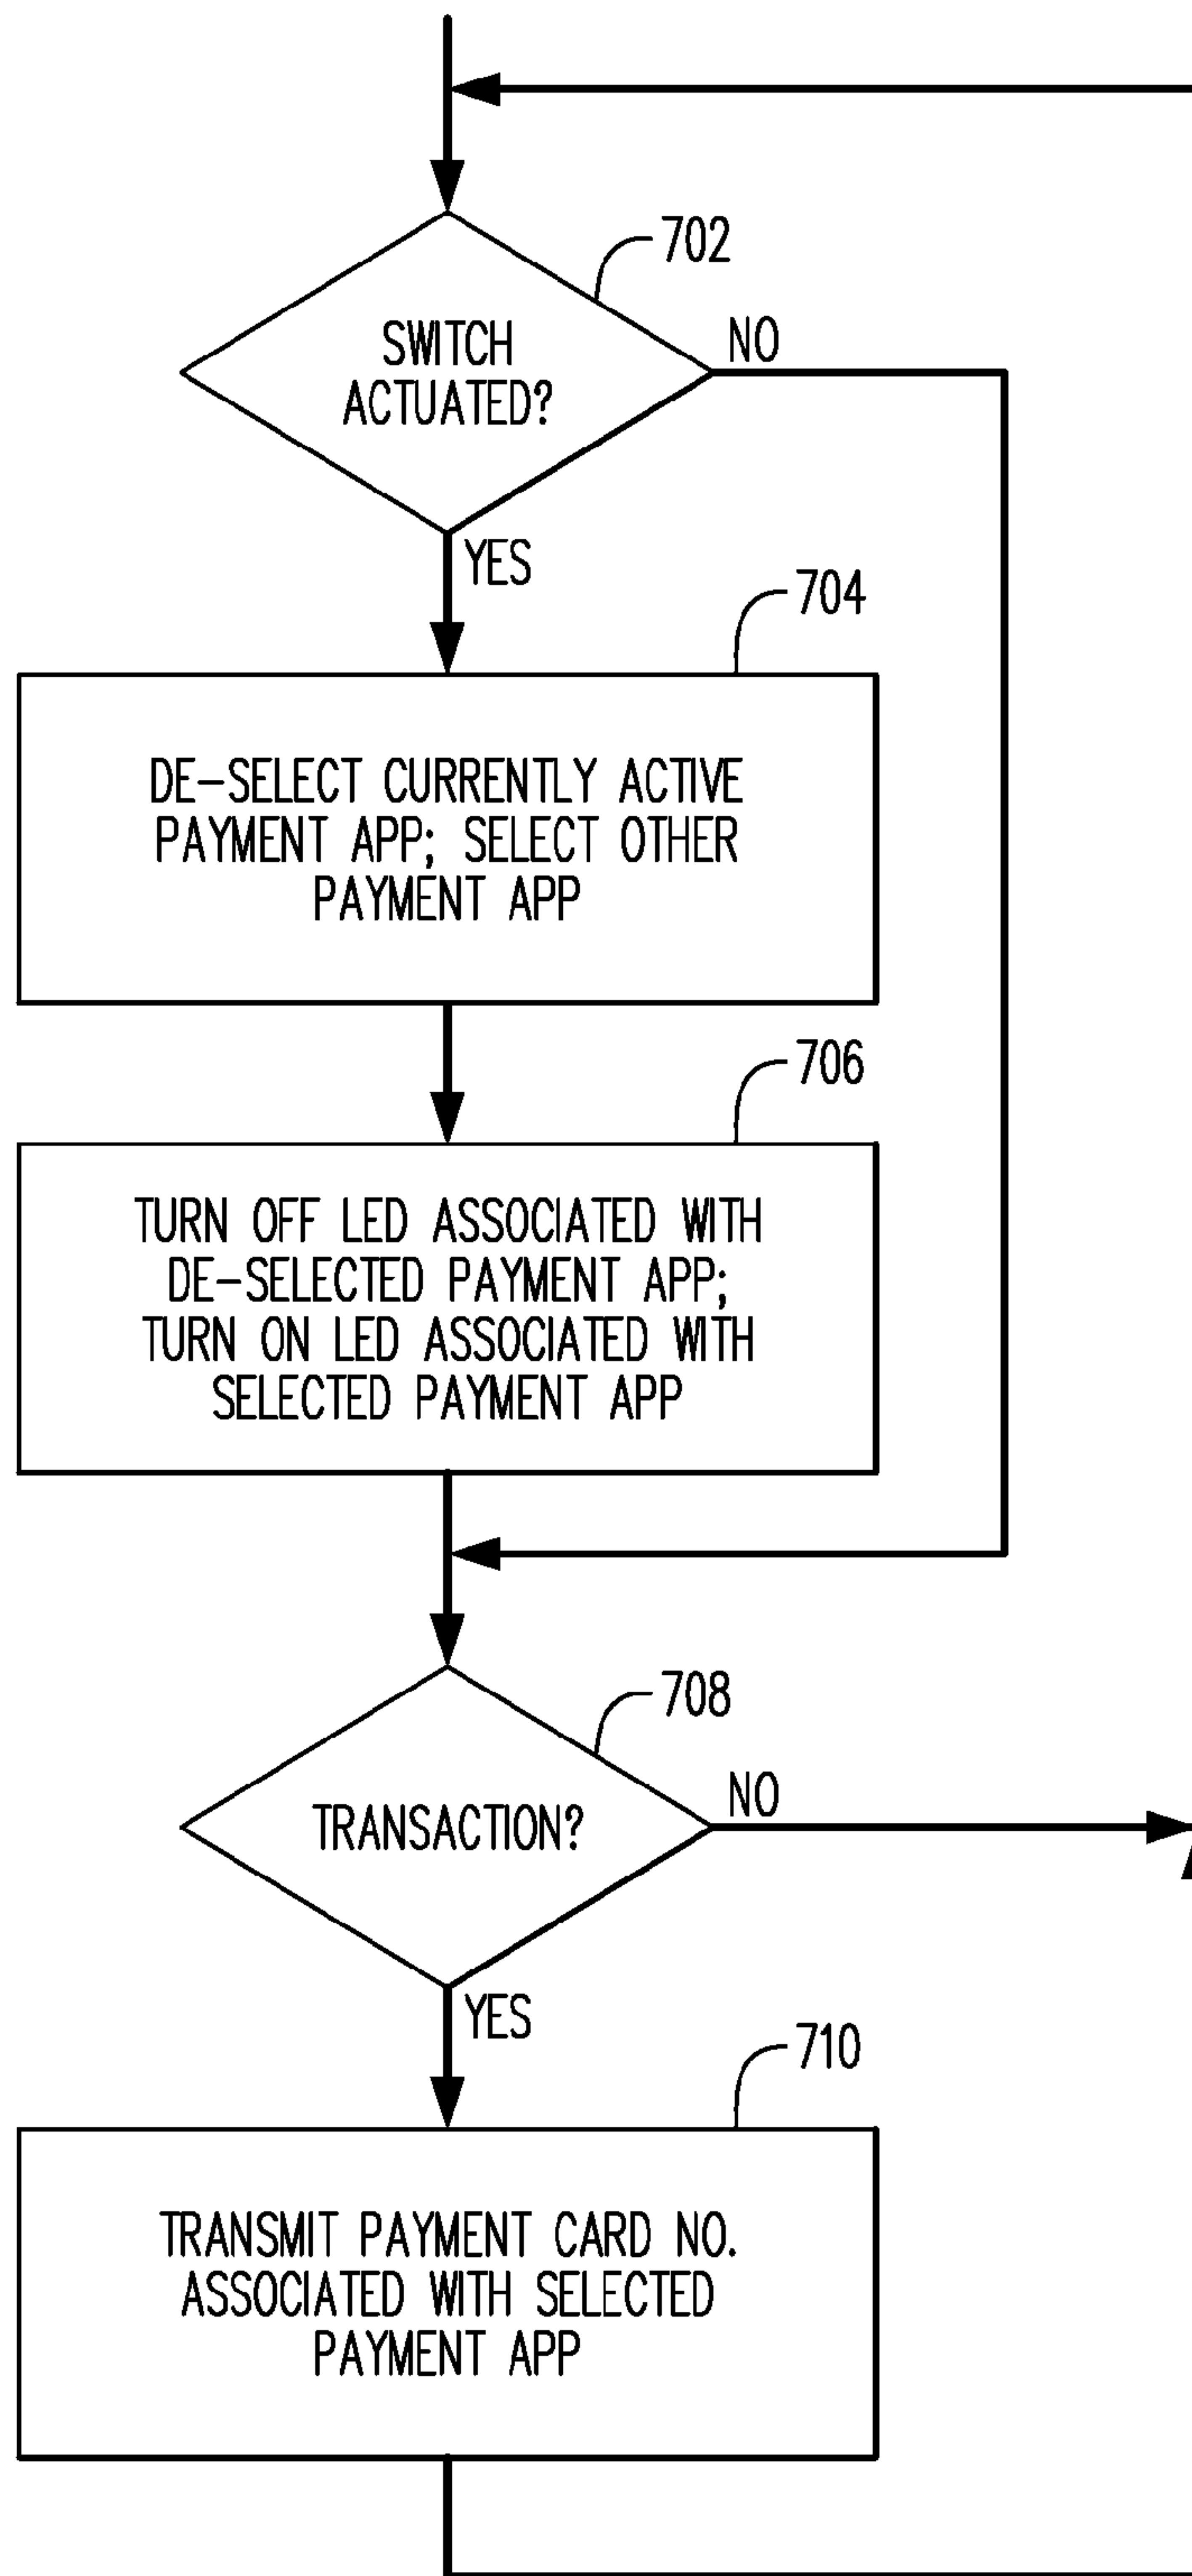 702
SWITCH
ACTUATED?
NO
YES
704
DE-SELECT CURRENTLY ACTIVE
PAYMENT APP; SELECT OTHER
PAYMENT APP
706
TURN OFF LED ASSOCIATED WITH
DE-SELECTED PAYMENT APP;
TURN ON LED ASSOCIATED WITH
SELECTED PAYMENT APP
708
TRANSACTION?
NO
YES
710
TRANSMIT PAYMENT CARD NO.
ASSOCIATED WITH SELECTED
PAYMENT APP